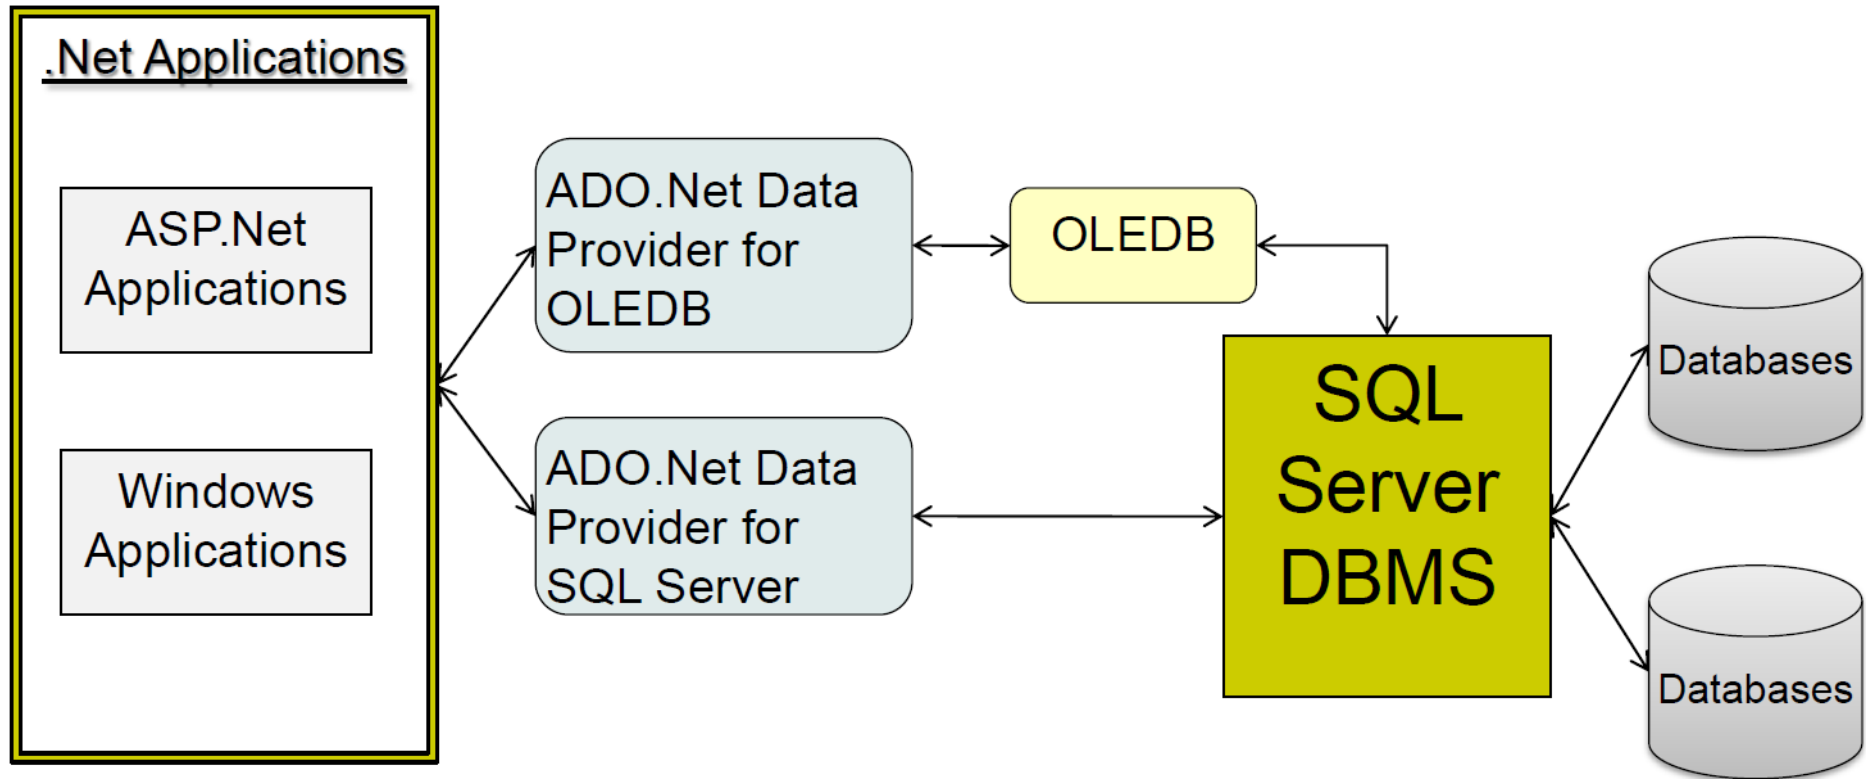 .Net Applications
ASP.Net
Applications
Windows
Applications
ADO.Net Data
Provider for
OLEDB
ADO.Net Data
Provider for
SQL Server
OLEDB
SQL
Server
DBMS
Databases
Databases